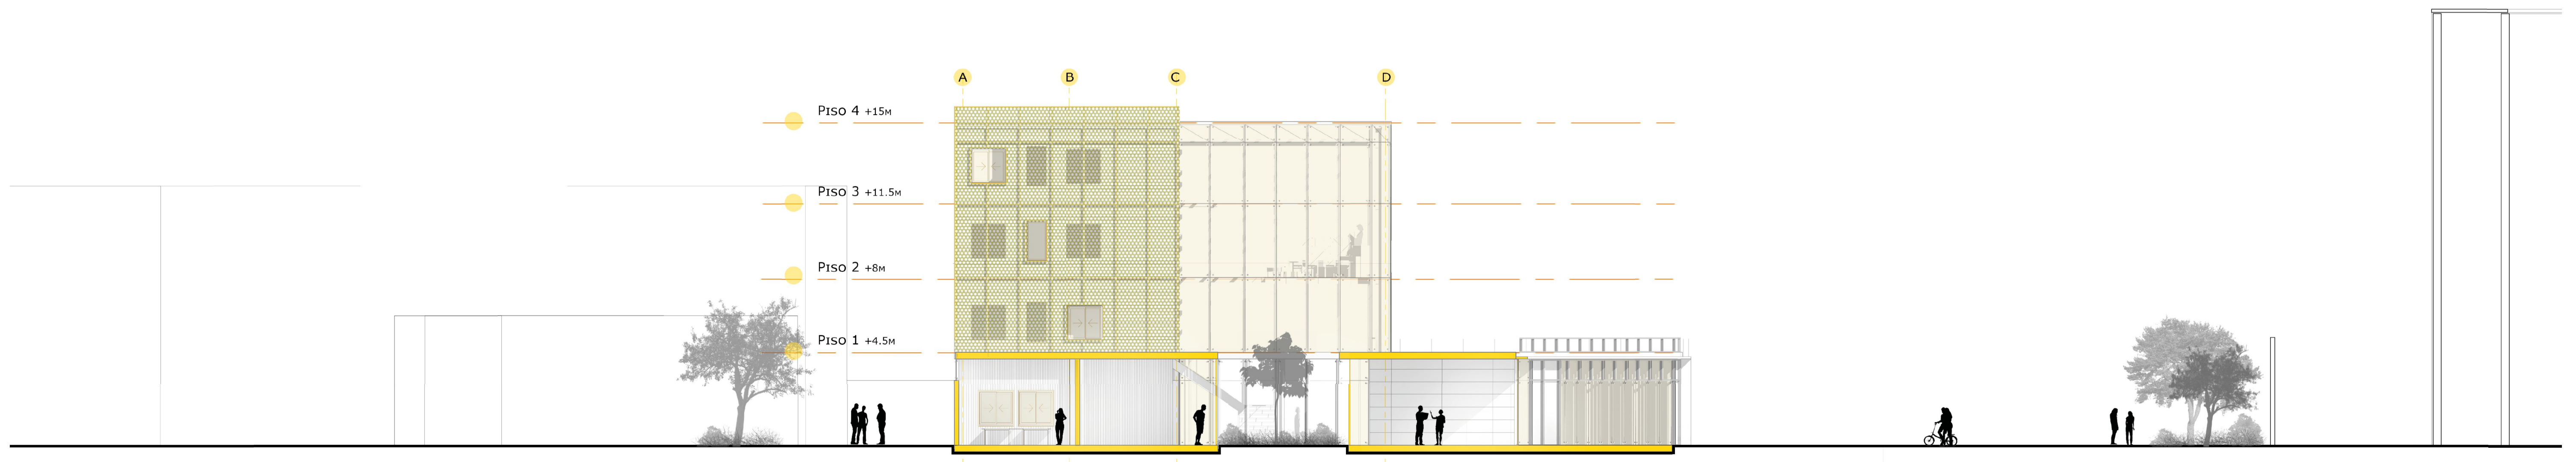 A
B
C
D
Piso 4 +15m
Piso 3 +11.5m
Piso 2 +8m
Piso 1 +4.5m